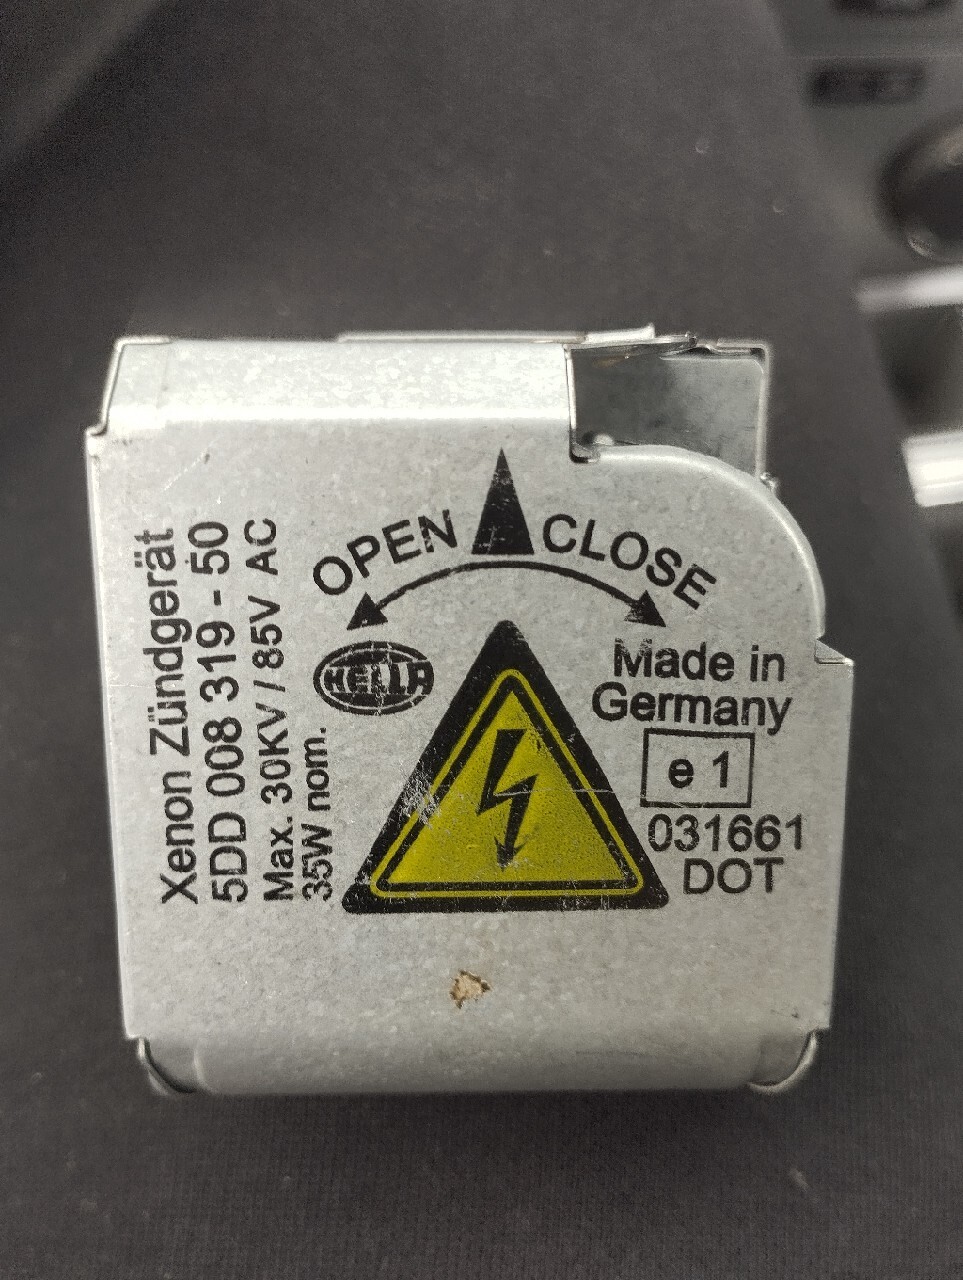 Xenon Zündgerät
5DD 008 319 - 50
Max. 30KV / 85V AC
35W nom.
OPEN CLOSE
HELLA
Made in
Germany
e 1
031661
DOT